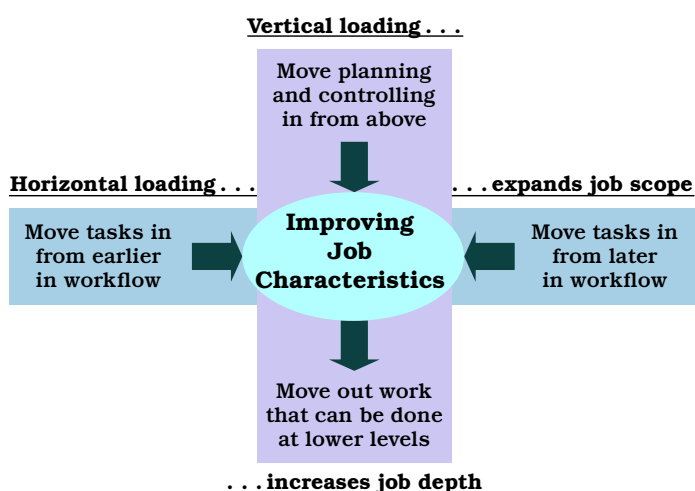 Vertical loading . . .
Move planning
and controlling
in from above
Horizontal loading . . .
. . . expands job scope
Move tasks in
from earlier
in workflow
Improving
Job
Characteristics
Move tasks in
from later
in workflow
Move out work
that can be done
at lower levels
. . . increases job depth